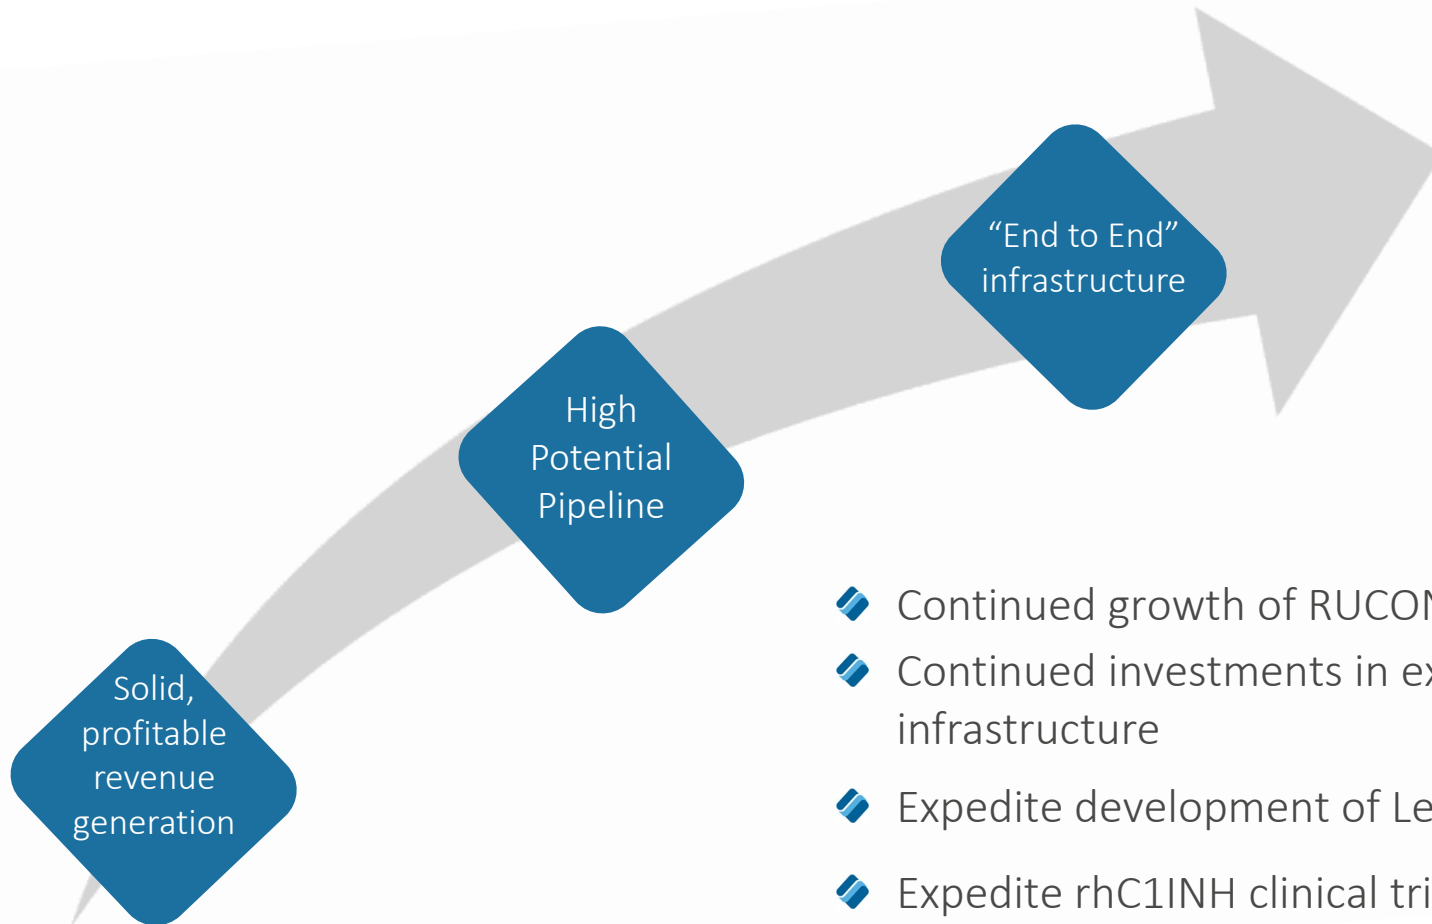 “End to End”
infrastructure
High
Potential
Pipeline
Solid,
profitable
revenue
generation
Continued growth of
Continued investments in
infrastructure
Expedite development of
Expedite rhC1INH clinical